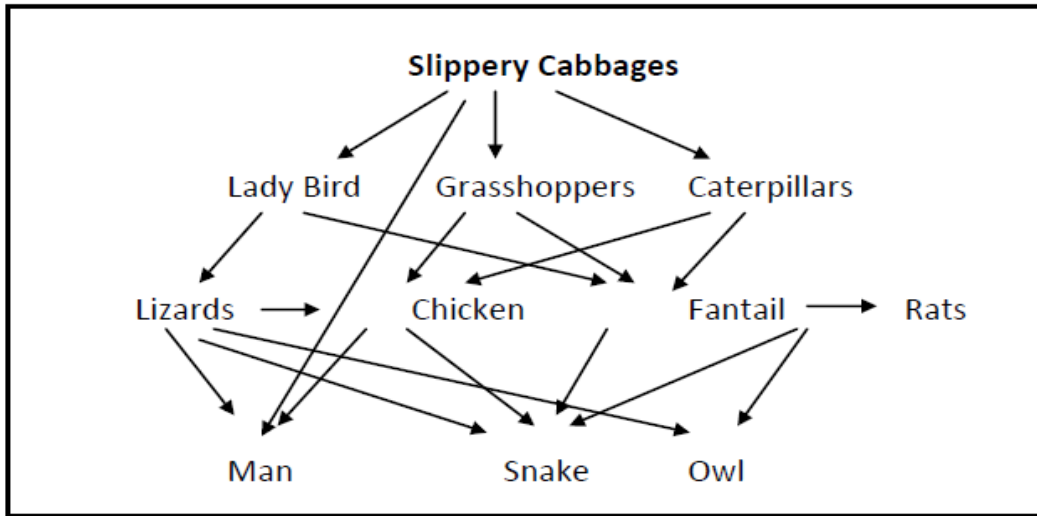 Slippery Cabbages
Lady Bird Grasshoppers Caterpillars
Lizards Chicken Fantail Rats
Man Snake Owl